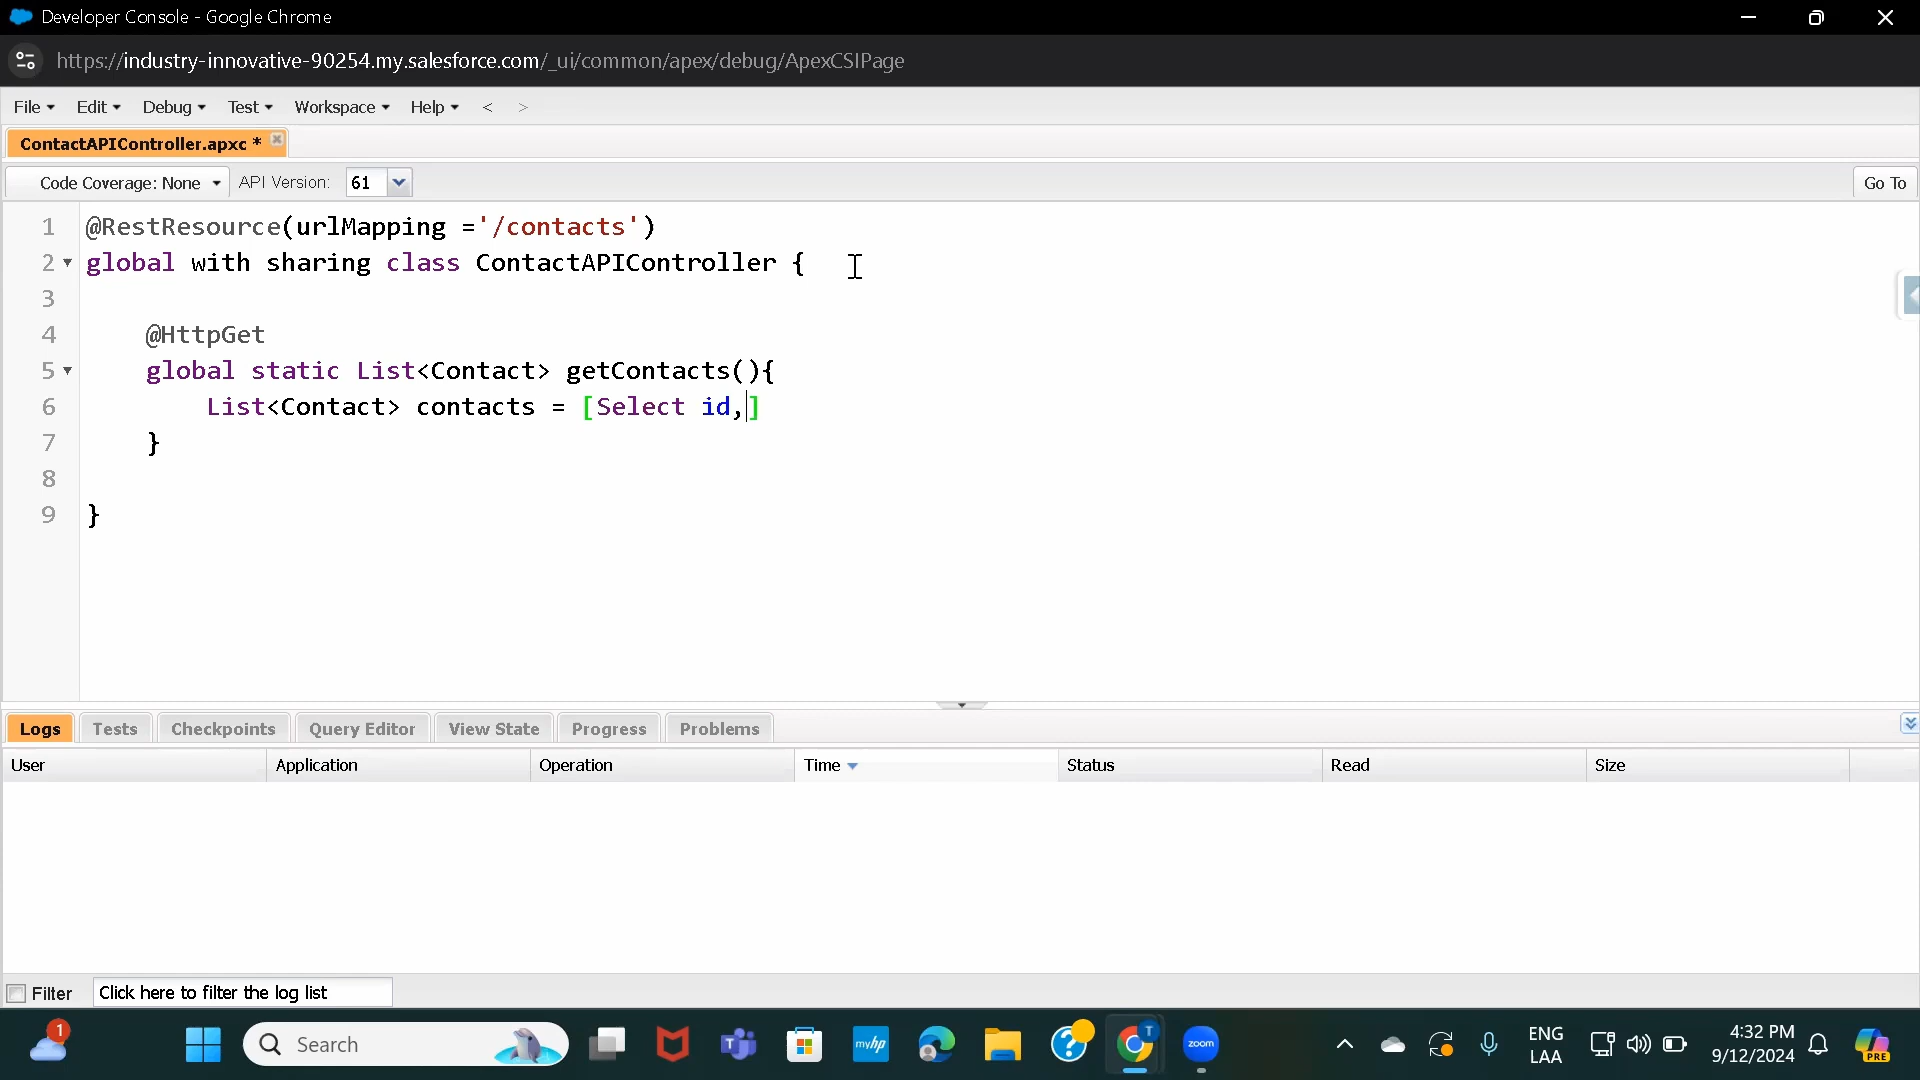 Developer Console - Google Chrome
https://industry-innovative-90254.my.salesforce.com/_ui/common/apex/debug/ApexCSIPage
File Edit Debug Test Workspace Help < >
ContactAPIController.apxc *
Code Coverage: None API Version: 61 Go To
1 @RestResource(urlMapping ='/contacts')
2 global with sharing class ContactAPIController {
3
4 @HttpGet
5 global static List<Contact> getContacts(){
6 List<Contact> contacts = [Select id,]
7 }
8
9 }
Logs Tests Checkpoints Query Editor View State Progress Problems
User Application Operation Time Status Read Size
Filter Click here to filter the log list
1 Search myhp T zoom ENG 4:32 PM PRE
LAA 9/12/2024